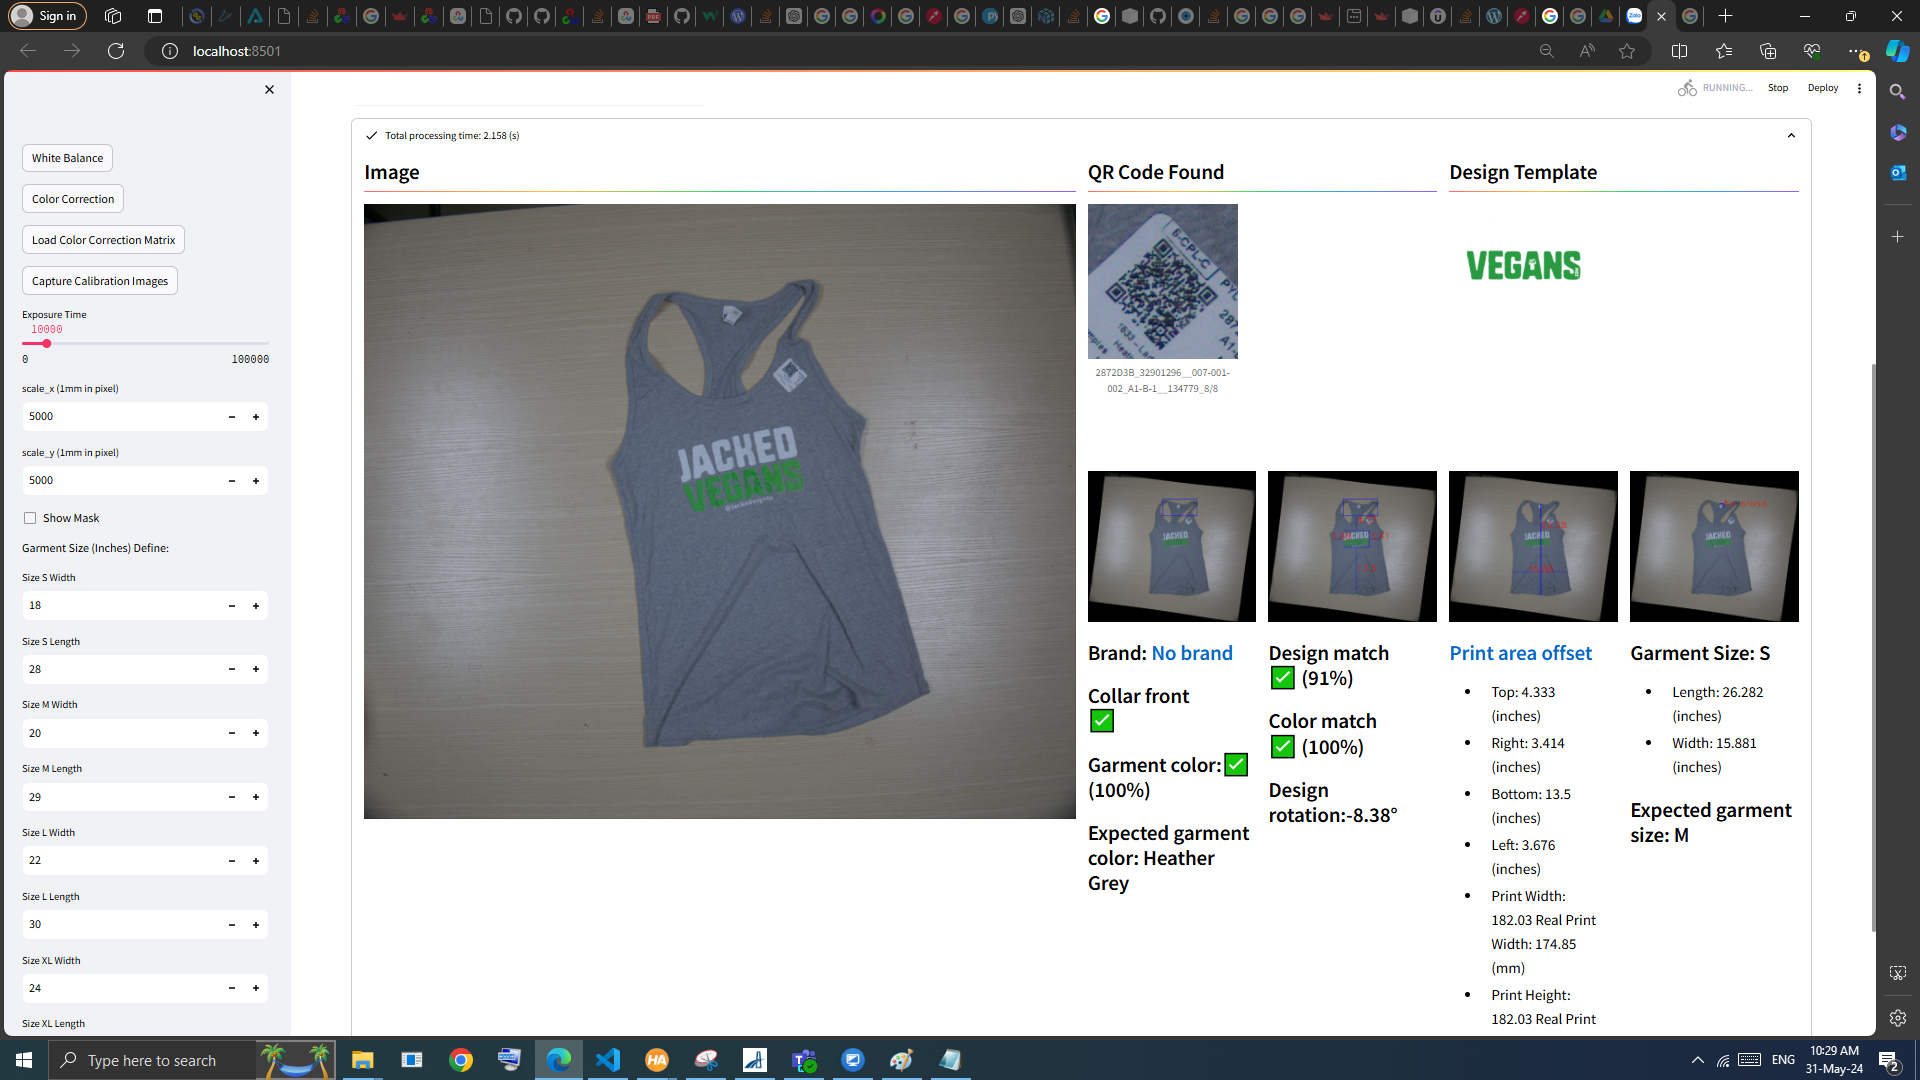 Sign in
localhost:8501
RUNNING...
Stop
Deploy
White Balance
Color Correction
Load Color Correction Matrix
Capture Calibration Images
Exposure Time
10000
0
100000
scale_x (1mm in pixel)
5000
scale_y (1mm in pixel)
5000
Show Mask
Garment Size (Inches) Define:
Size S Width
18
Size S Length
28
Size M Width
20
Size M Length
29
Size L Width
22
Size L Length
30
Size XL Width
24
Size XL Length
Total processing time: 2.158 (s)
Image
JACKED
VEGANS
QR Code Found
6-CPL-C
2872D3B_32901296__007-001-
002_A1-B-1__134779_8/8
Design Template
VEGANS
JACKED
JACKED
JACKED
JACKED
Brand: No brand
Collar front
Garment color:
(100%)
Expected garment
color: Heather
Grey
Design match
(91%)
Color match
(100%)
Design
rotation:-8.38°
Print area offset
Top: 4.333
(inches)
Right: 3.414
(inches)
Bottom: 13.5
(inches)
Left: 3.676
(inches)
Print Width:
182.03 Real Print
Width: 174.85
(mm)
Print Height:
182.03 Real Print
Garment Size: S
Length: 26.282
(inches)
Width: 15.881
(inches)
Expected garment
size: M
Type here to search
ENG
10:29 AM
31-May-24
2